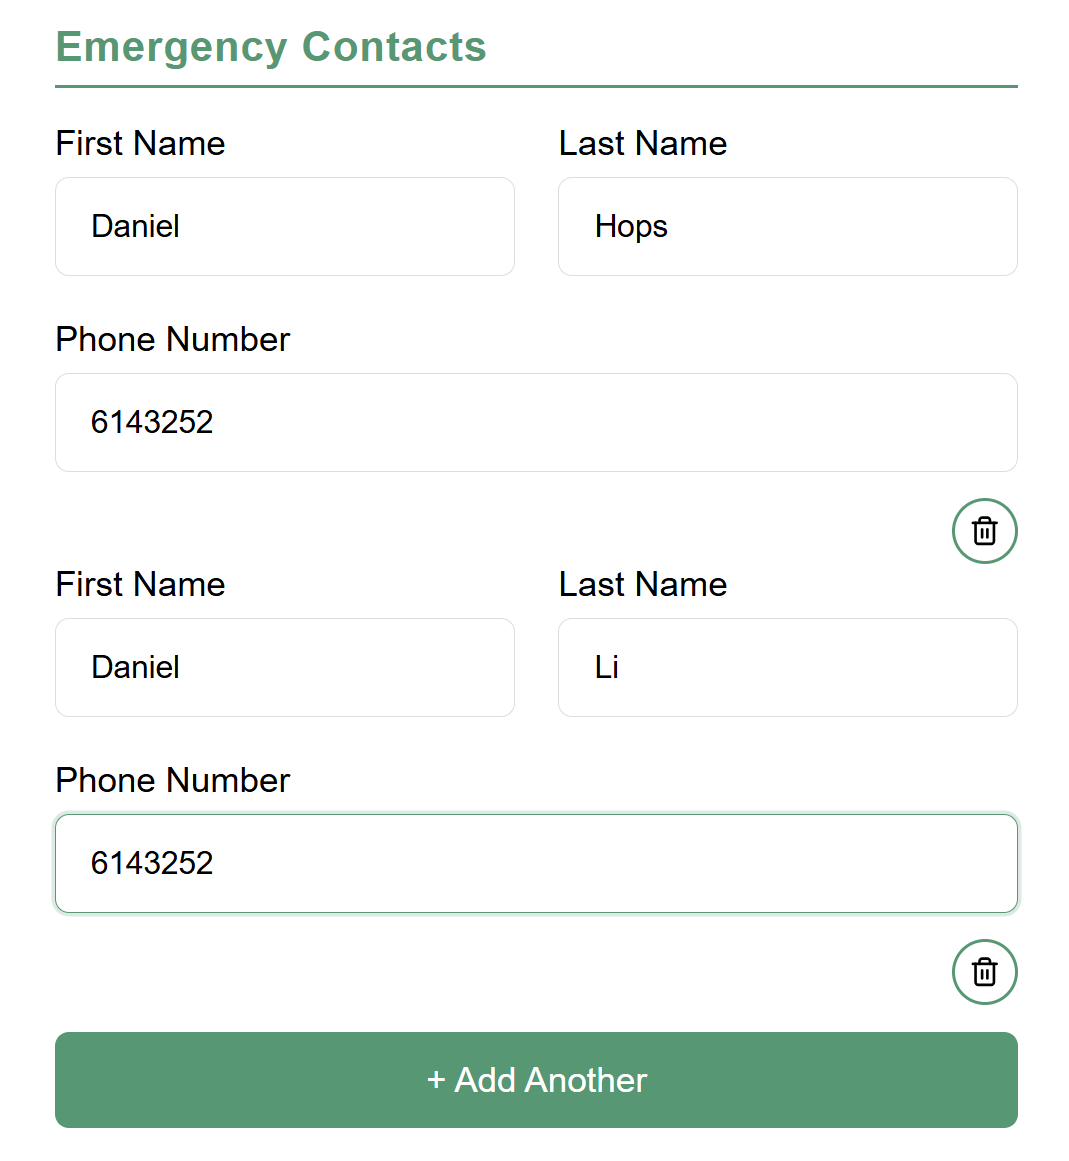 Emergency Contacts
First Name Last Name
Daniel Hops
Phone Number
6143252
First Name Last Name
Daniel Li
Phone Number
6143252
+ Add Another